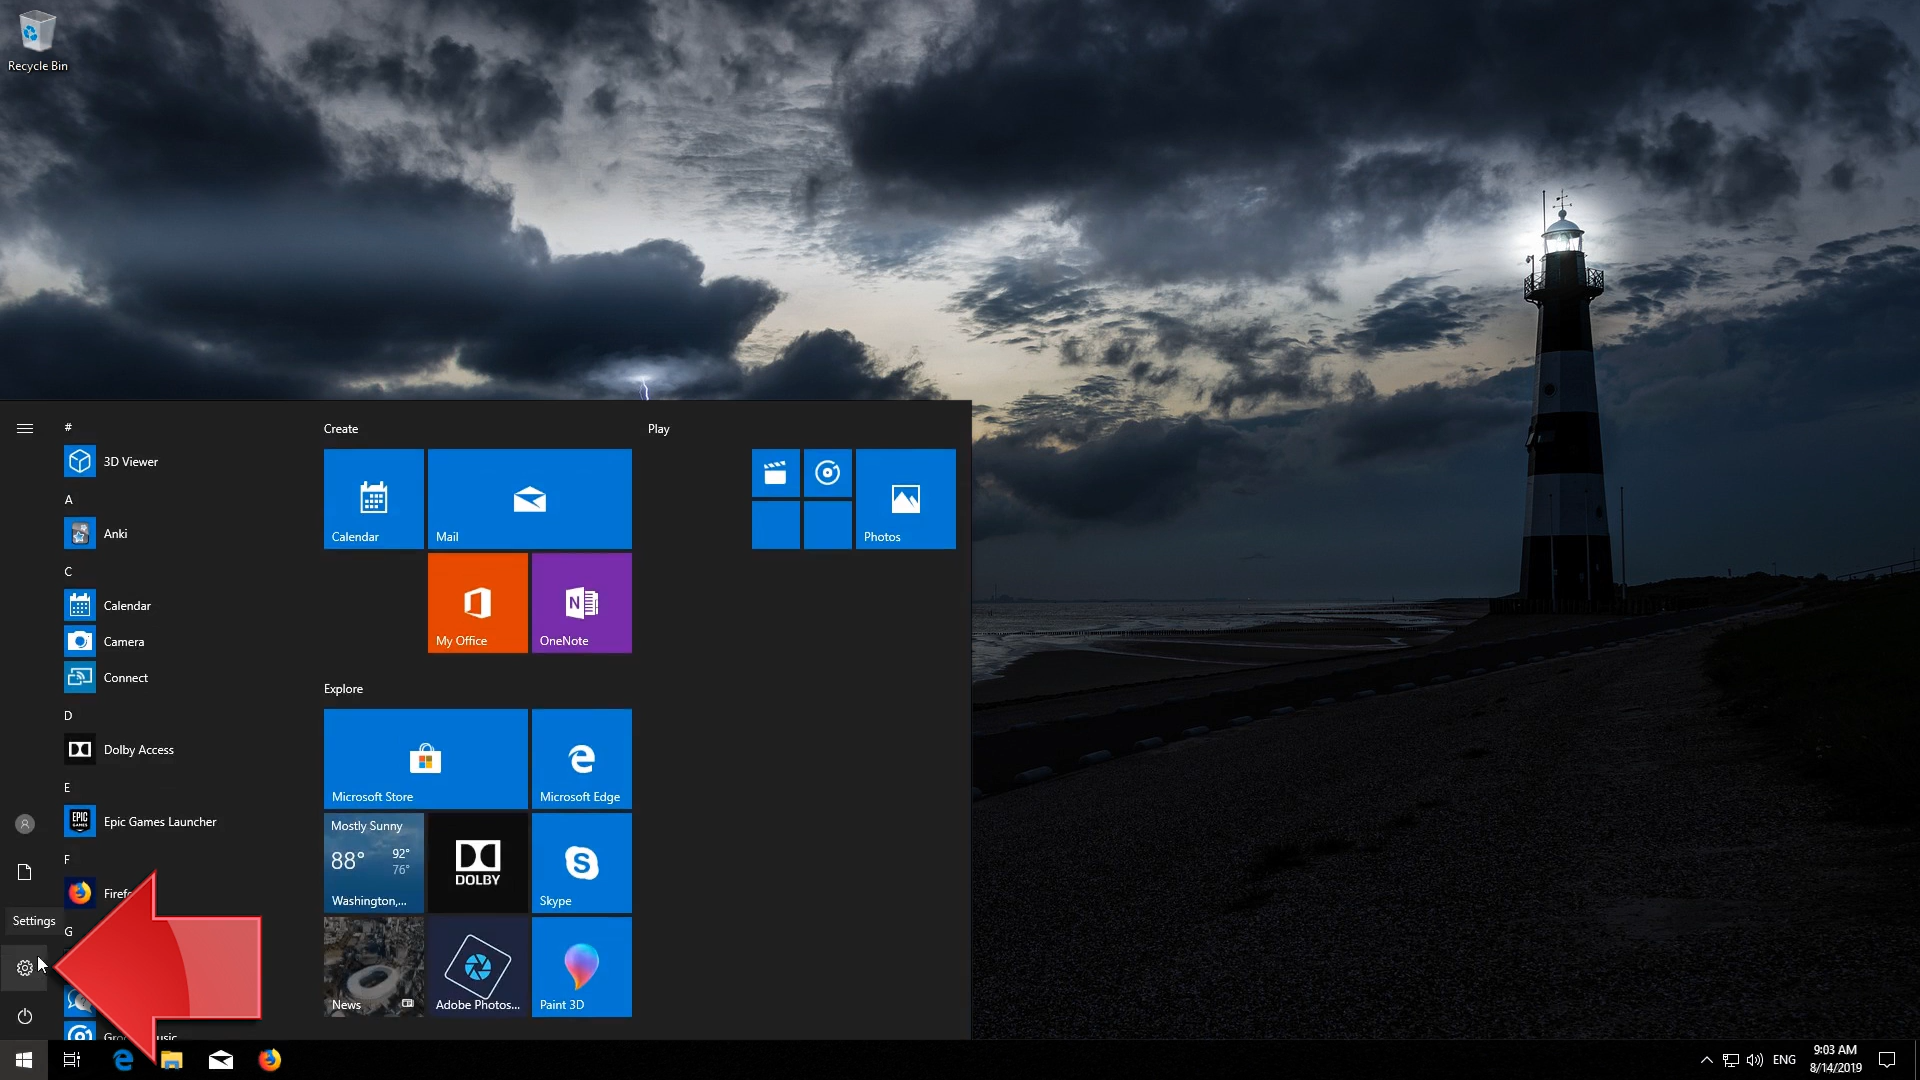 Recycle Bin
#
3D Viewer
A
Anki
C
Calendar
Camera
Connect
D
Dolby Access
E
EPIC
GAMES
Epic Games Launcher
F
Settings
G
Create
Calendar
Mail
My Office
N
OneNote
Explore
Microsoft Store
Microsoft Edge
Mostly Sunny
88° 92°
76°
Washington,...
DOLBY
Skype
News
Adobe Photos...
Paint 3D
Play
Photos
ENG
9:03 AM
8/14/2019